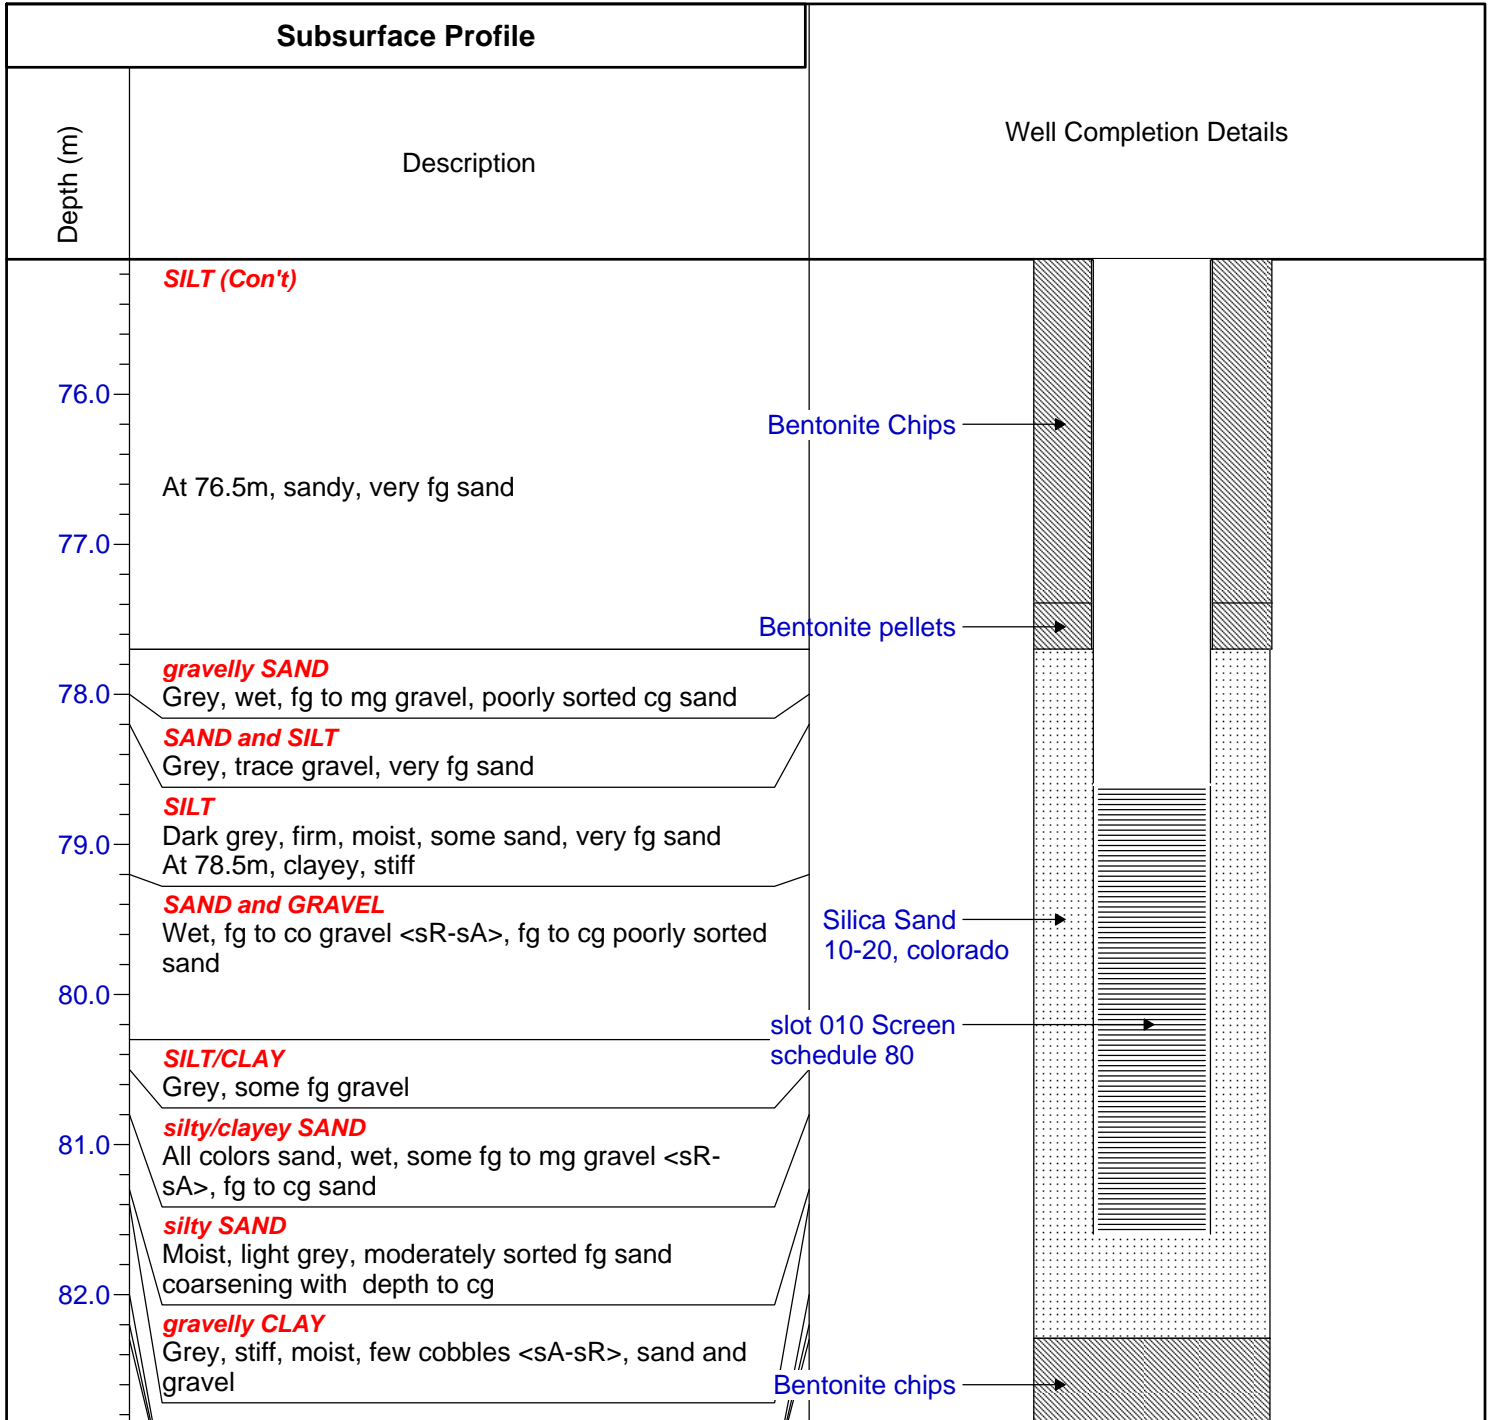 Subsurface Profile
Depth (m)
Description
Well Completion Details
SILT (Con't)
76.0
Bentonite Chips
At 76.5m, sandy, very fg sand
77.0
Bentonite pellets
gravelly SAND
78.0
Grey, wet, fg to mg gravel, poorly sorted cg sand
SAND and SILT
Grey, trace gravel, very fg sand
SILT
Dark grey, firm, moist, some sand, very fg sand
79.0
At 78.5m, clayey, stiff
SAND and GRAVEL
Wet, fg to co gravel <sR-sA>, fg to cg poorly sorted
sand
Silica Sand
10-20, colorado
80.0
slot 010 Screen
schedule 80
SILT/CLAY
Grey, some fg gravel
silty/clayey SAND
81.0
All colors sand, wet, some fg to mg gravel <sR-
sA>, fg to cg sand
silty SAND
Moist, light grey, moderately sorted fg sand
coarsening with  depth to cg
82.0
gravelly CLAY
Grey, stiff, moist, few cobbles <sA-sR>, sand and
gravel
Bentonite chips